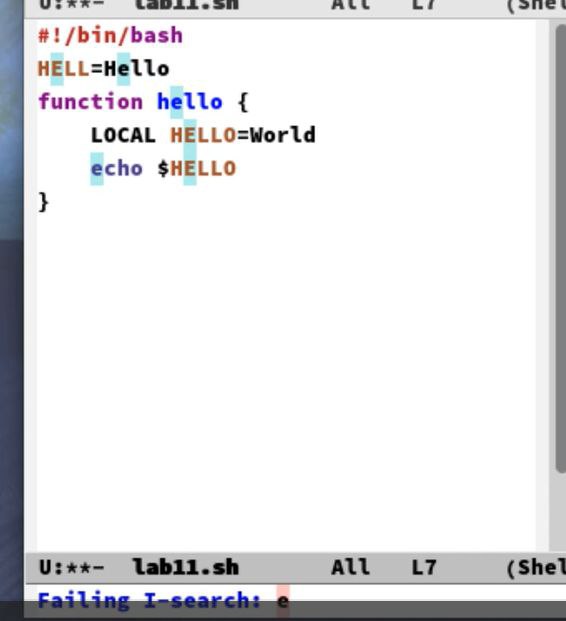 U:**- lab11.sh All L7 (Shel
#!/bin/bash
HELL=Hello
function hello {
    LOCAL HELLO=World
    echo $HELLO
}
U:**- lab11.sh All L7 (Shel
Failing I-search: e